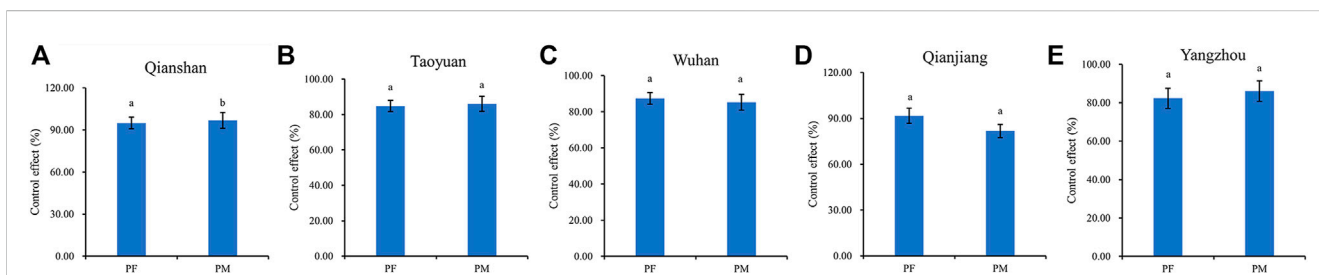 A
Qianshan
Control effect (%)
120.00
90.00
60.00
30.00
0.00
a
b
PF
PM
B
Taoyuan
Control effect (%)
100.00
80.00
60.00
40.00
20.00
0.00
a
a
PF
PM
C
Wuhan
Control effect (%)
100.00
80.00
60.00
40.00
20.00
0.00
a
a
PF
PM
D
Qianjiang
Control effect (%)
120.00
90.00
60.00
30.00
0.00
a
a
PF
PM
E
Yangzhou
Control effect (%)
100.00
80.00
60.00
40.00
20.00
0.00
a
a
PF
PM